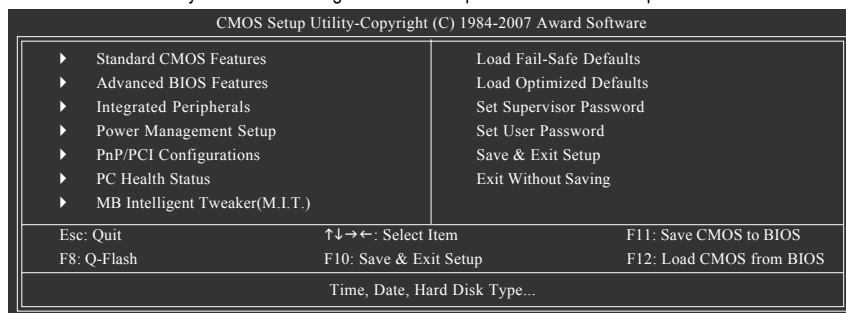 CMOS Setup Utility-Copyright (C) 1984-2007 Award Software
Standard CMOS Features
Advanced BIOS Features
Integrated Peripherals
Power Management Setup
PnP/PCI Configurations
PC Health Status
MB Intelligent Tweaker(M.I.T.)
Load Fail-Safe Defaults
Load Optimized Defaults
Set Supervisor Password
Set User Password
Save & Exit Setup
Exit Without Saving
Esc: Quit ↑↓→←: Select Item F11: Save CMOS to BIOS
F8: Q-Flash F10: Save & Exit Setup F12: Load CMOS from BIOS
Time, Date, Hard Disk Type...